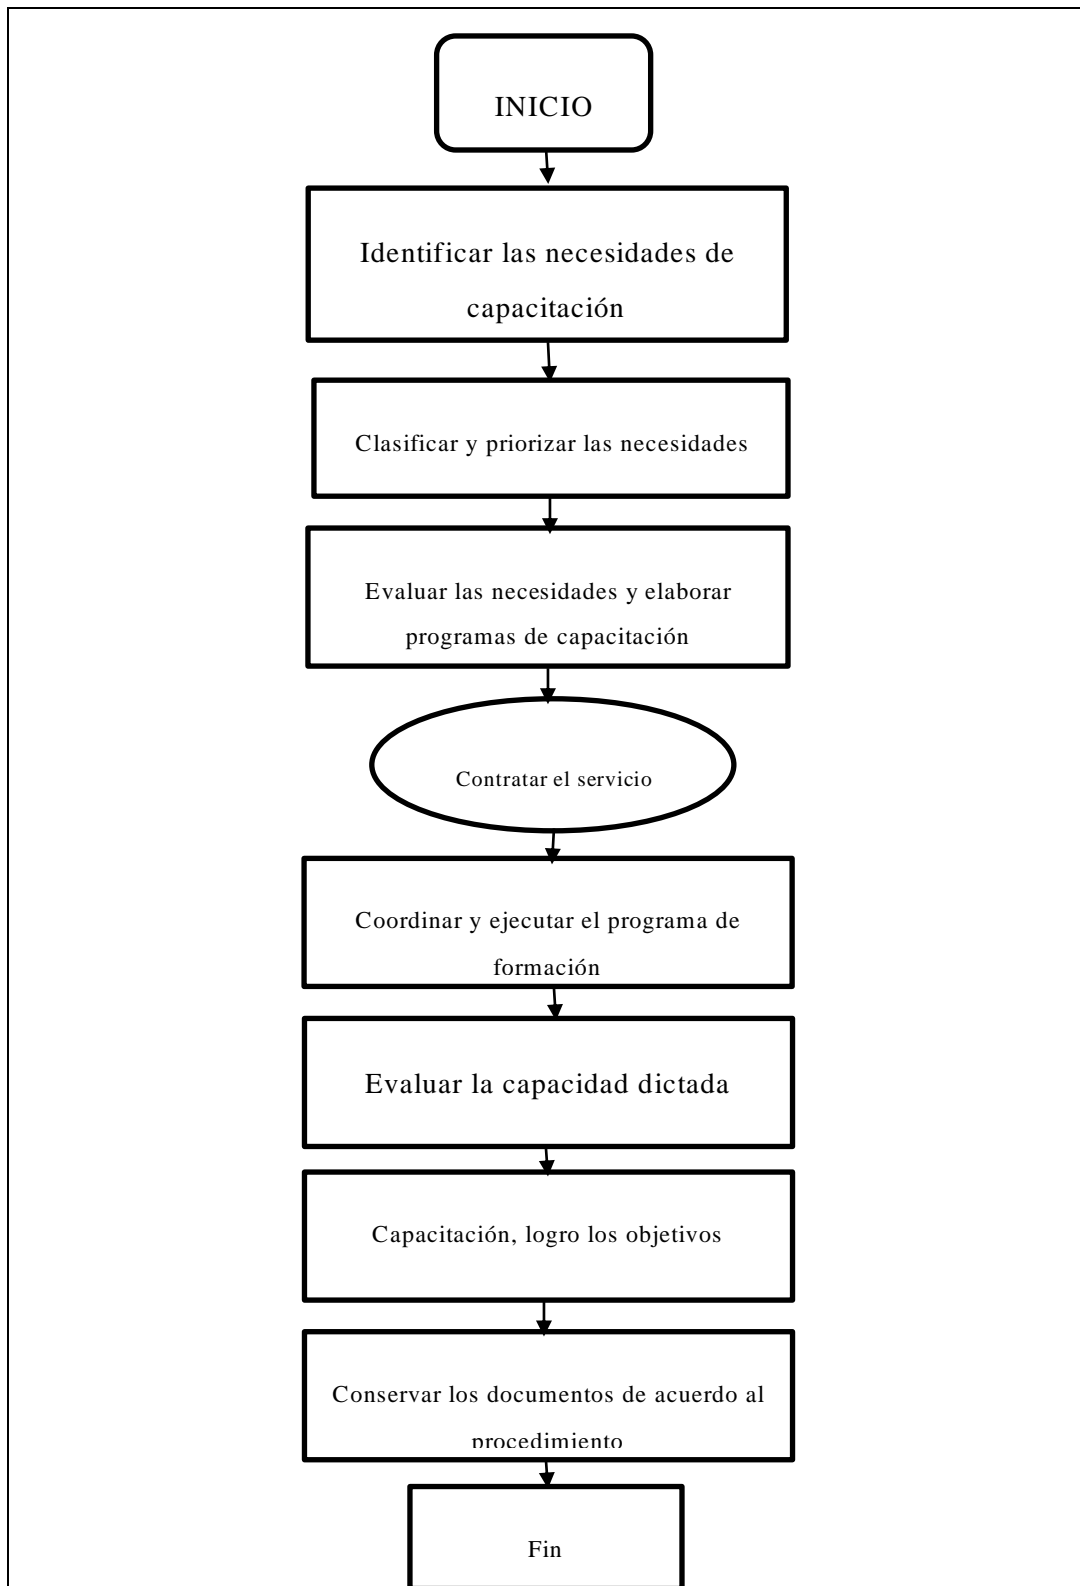 INICIO
Identificar las necesidades de
capacitación
Clasificar y priorizar las necesidades
Evaluar las necesidades y elaborar
programas de capacitación
Contratar el servicio
Coordinar y ejecutar el programa de
formación
Evaluar la capacidad dictada
Capacitación, logro los objetivos
Conservar los documentos de acuerdo al
procedimiento
Fin